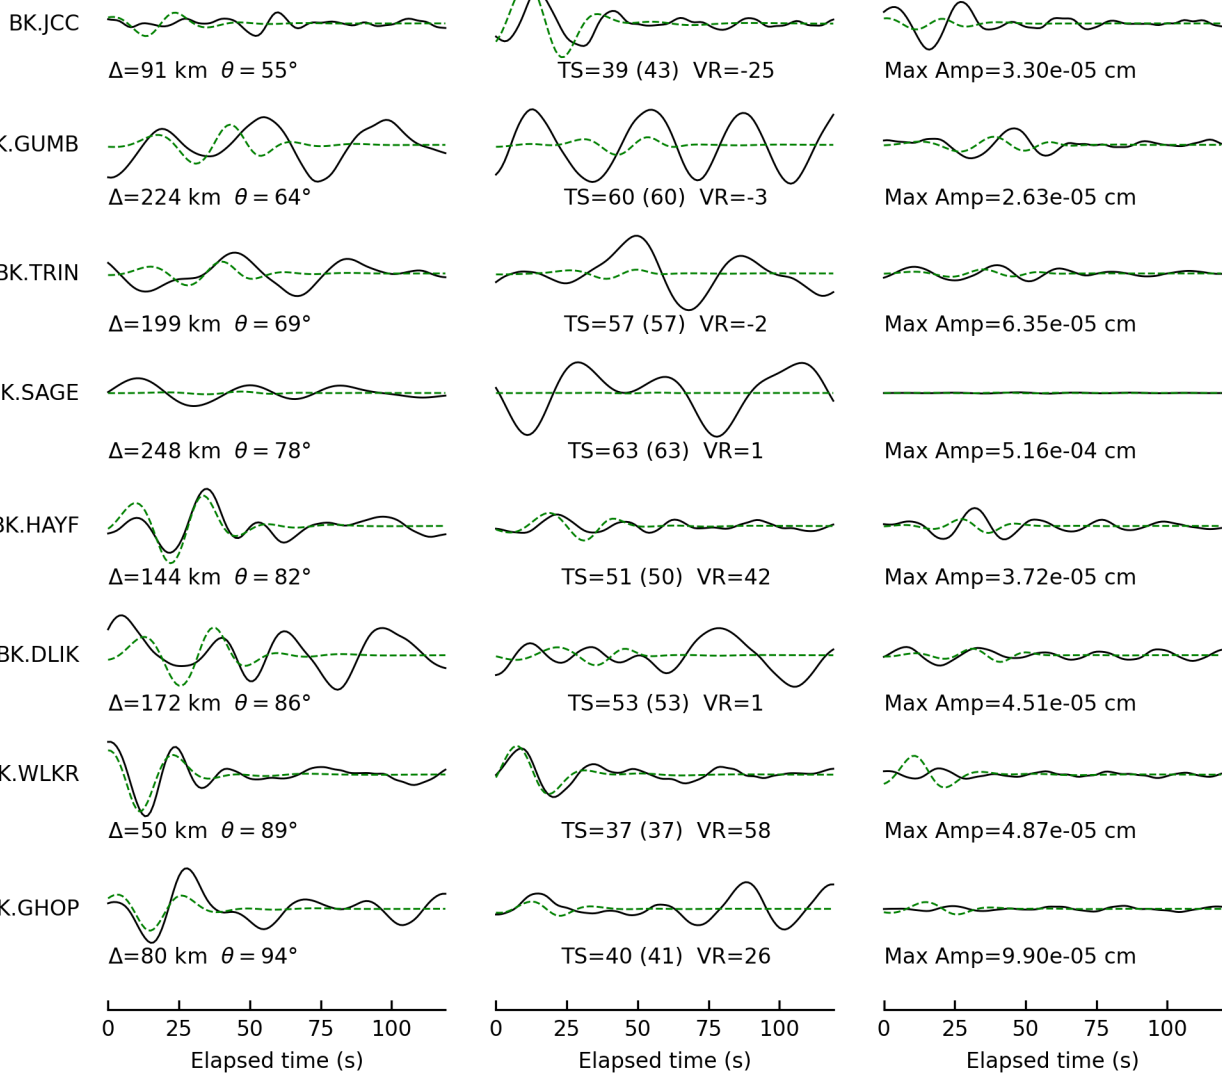 BK.JCC
Δ=91 km θ = 55° TS=39 (43) VR=-25 Max Amp=3.30e-05 cm
K.GUMB
Δ=224 km θ = 64° TS=60 (60) VR=-3 Max Amp=2.63e-05 cm
BK.TRIN
Δ=199 km θ = 69° TS=57 (57) VR=-2 Max Amp=6.35e-05 cm
K.SAGE
Δ=248 km θ = 78° TS=63 (63) VR=1 Max Amp=5.16e-04 cm
BK.HAYF
Δ=144 km θ = 82° TS=51 (50) VR=42 Max Amp=3.72e-05 cm
BK.DLIK
Δ=172 km θ = 86° TS=53 (53) VR=1 Max Amp=4.51e-05 cm
K.WLKR
Δ=50 km θ = 89° TS=37 (37) VR=58 Max Amp=4.87e-05 cm
K.GHOP
Δ=80 km θ = 94° TS=40 (41) VR=26 Max Amp=9.90e-05 cm
0 25 50 75 100 0 25 50 75 100 0 25 50 75 100
Elapsed time (s) Elapsed time (s) Elapsed time (s)